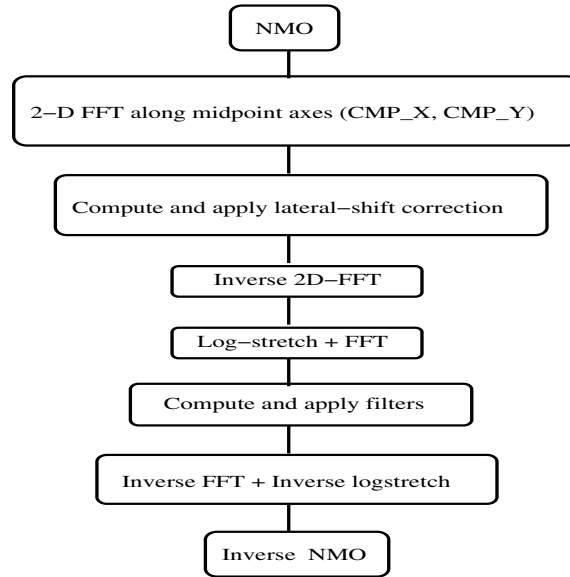 NMO
2−D FFT along midpoint axes (CMP_X, CMP_Y)
Compute and apply lateral−shift correction
Inverse 2D−FFT
Log−stretch + FFT
Compute and apply filters
Inverse FFT + Inverse logstretch
Inverse NMO